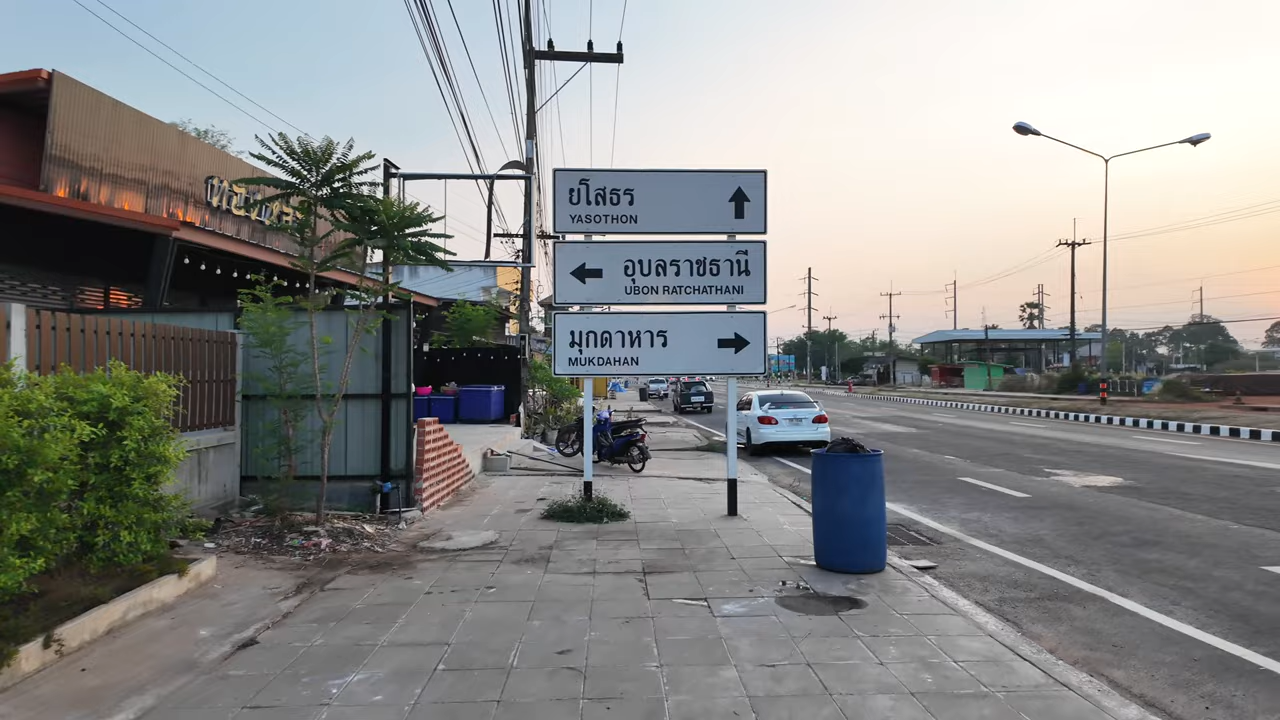 ยโสธร
YASOTHON
อุบลราชธานี
UBON RATCHATHANI
มุกดาหาร
MUKDAHAN